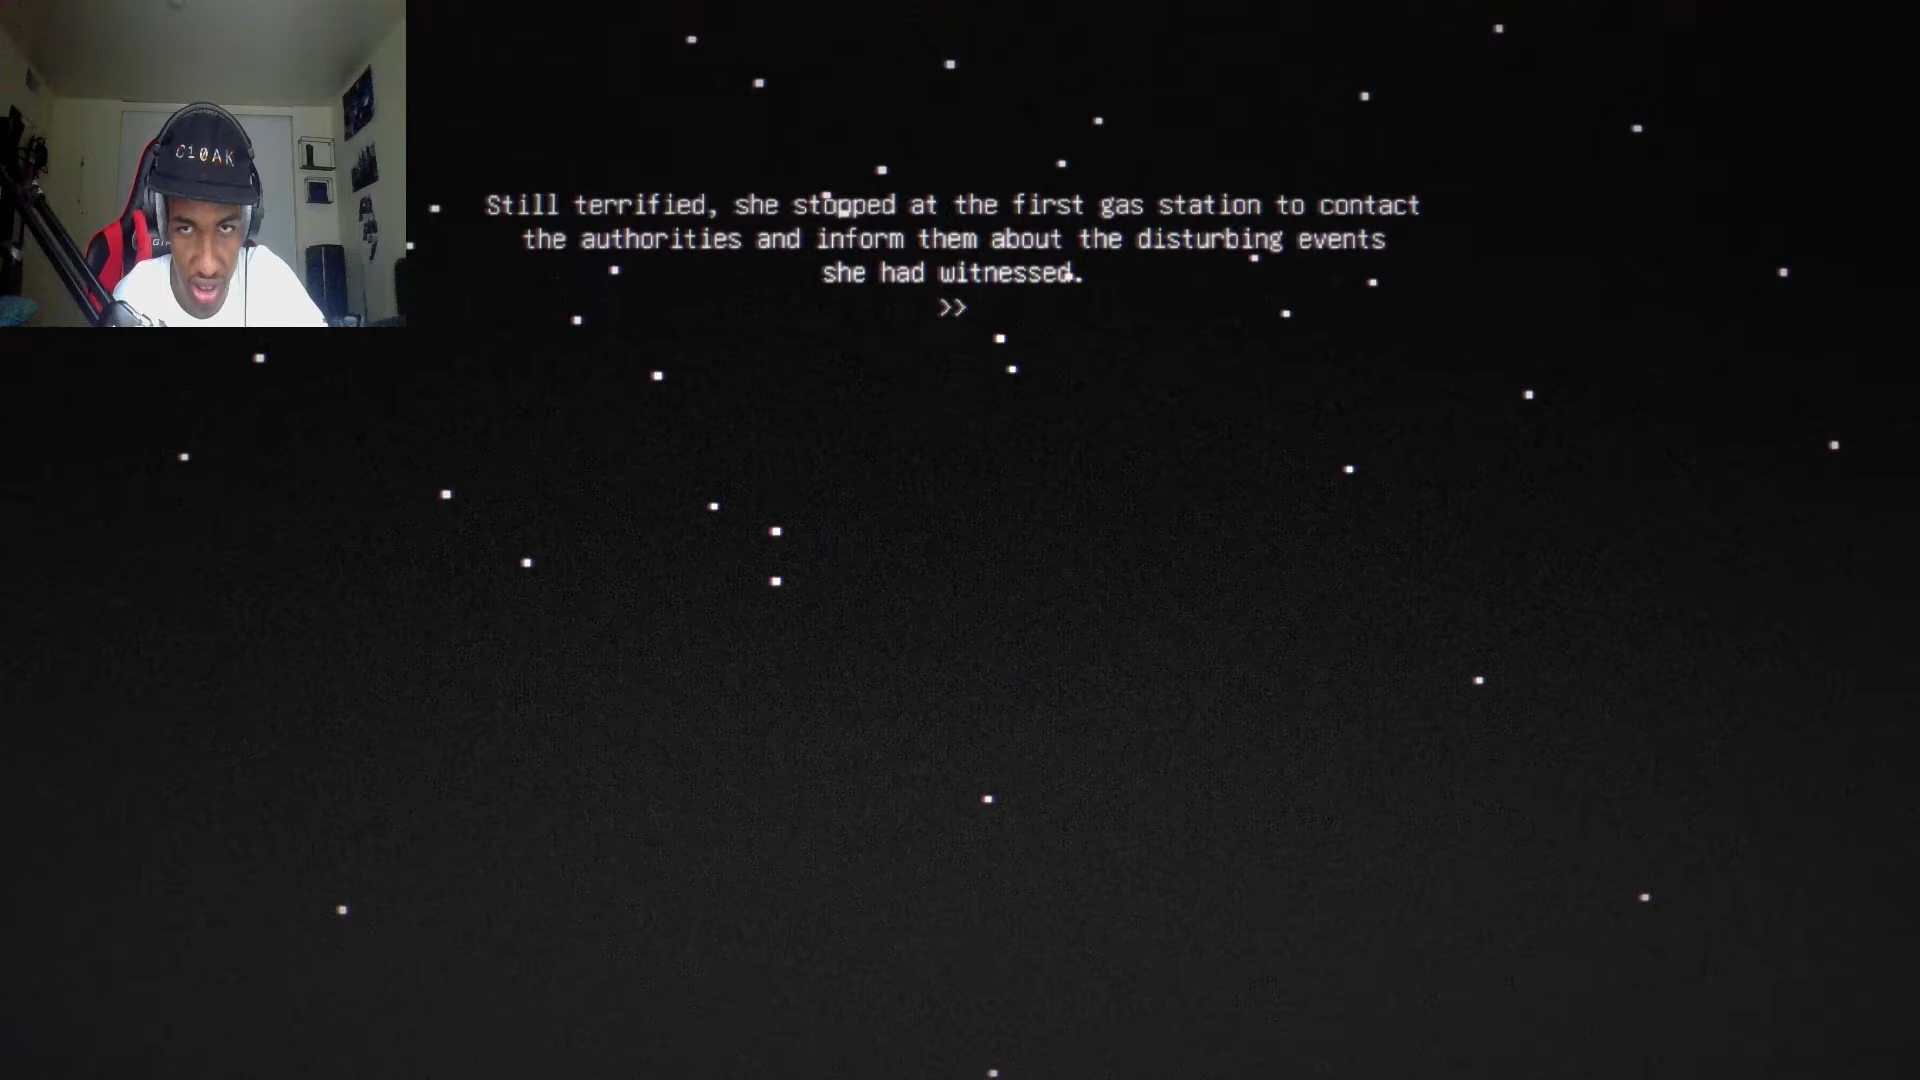 C10AK
Still terrified, she stopped at the first gas station to contact
the authorities and inform them about the disturbing events
she had witnessed.
>>